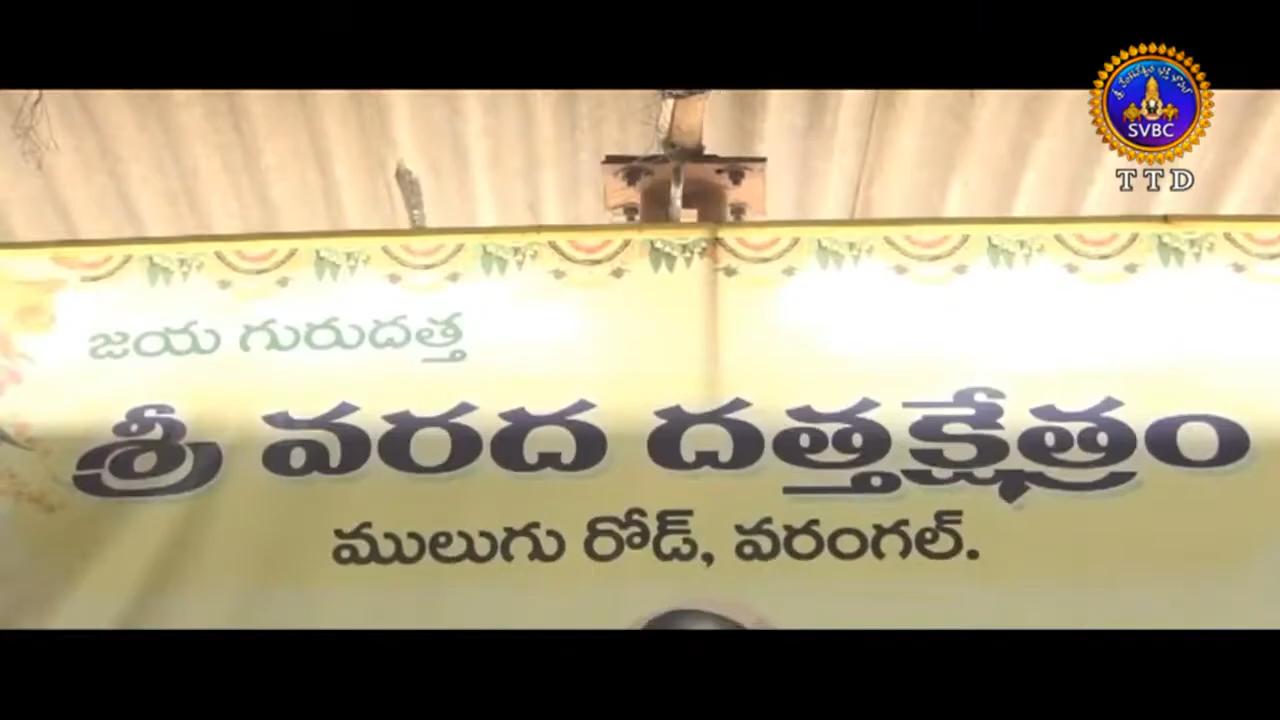 SVBC
TTD
జయ గురుదత్త
శ్రీ వరద దత్తక్షేత్రం
ములుగు రోడ్, వరంగల్.